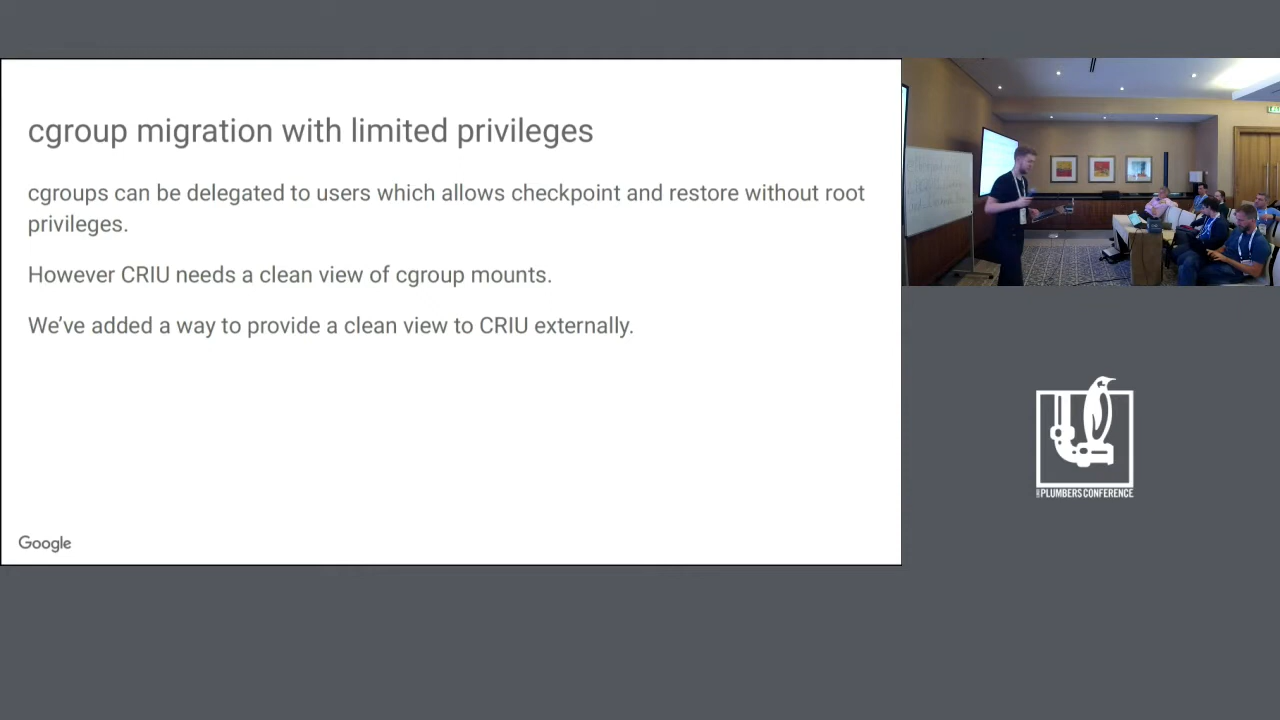 cgroup migration with limited privileges
cgroups can be delegated to users which allows checkpoint and restore without root
privileges.
However CRIU needs a clean view of cgroup mounts.
We've added a way to provide a clean view to CRIU externally.
Google
PLUMBERS CONFERENCE